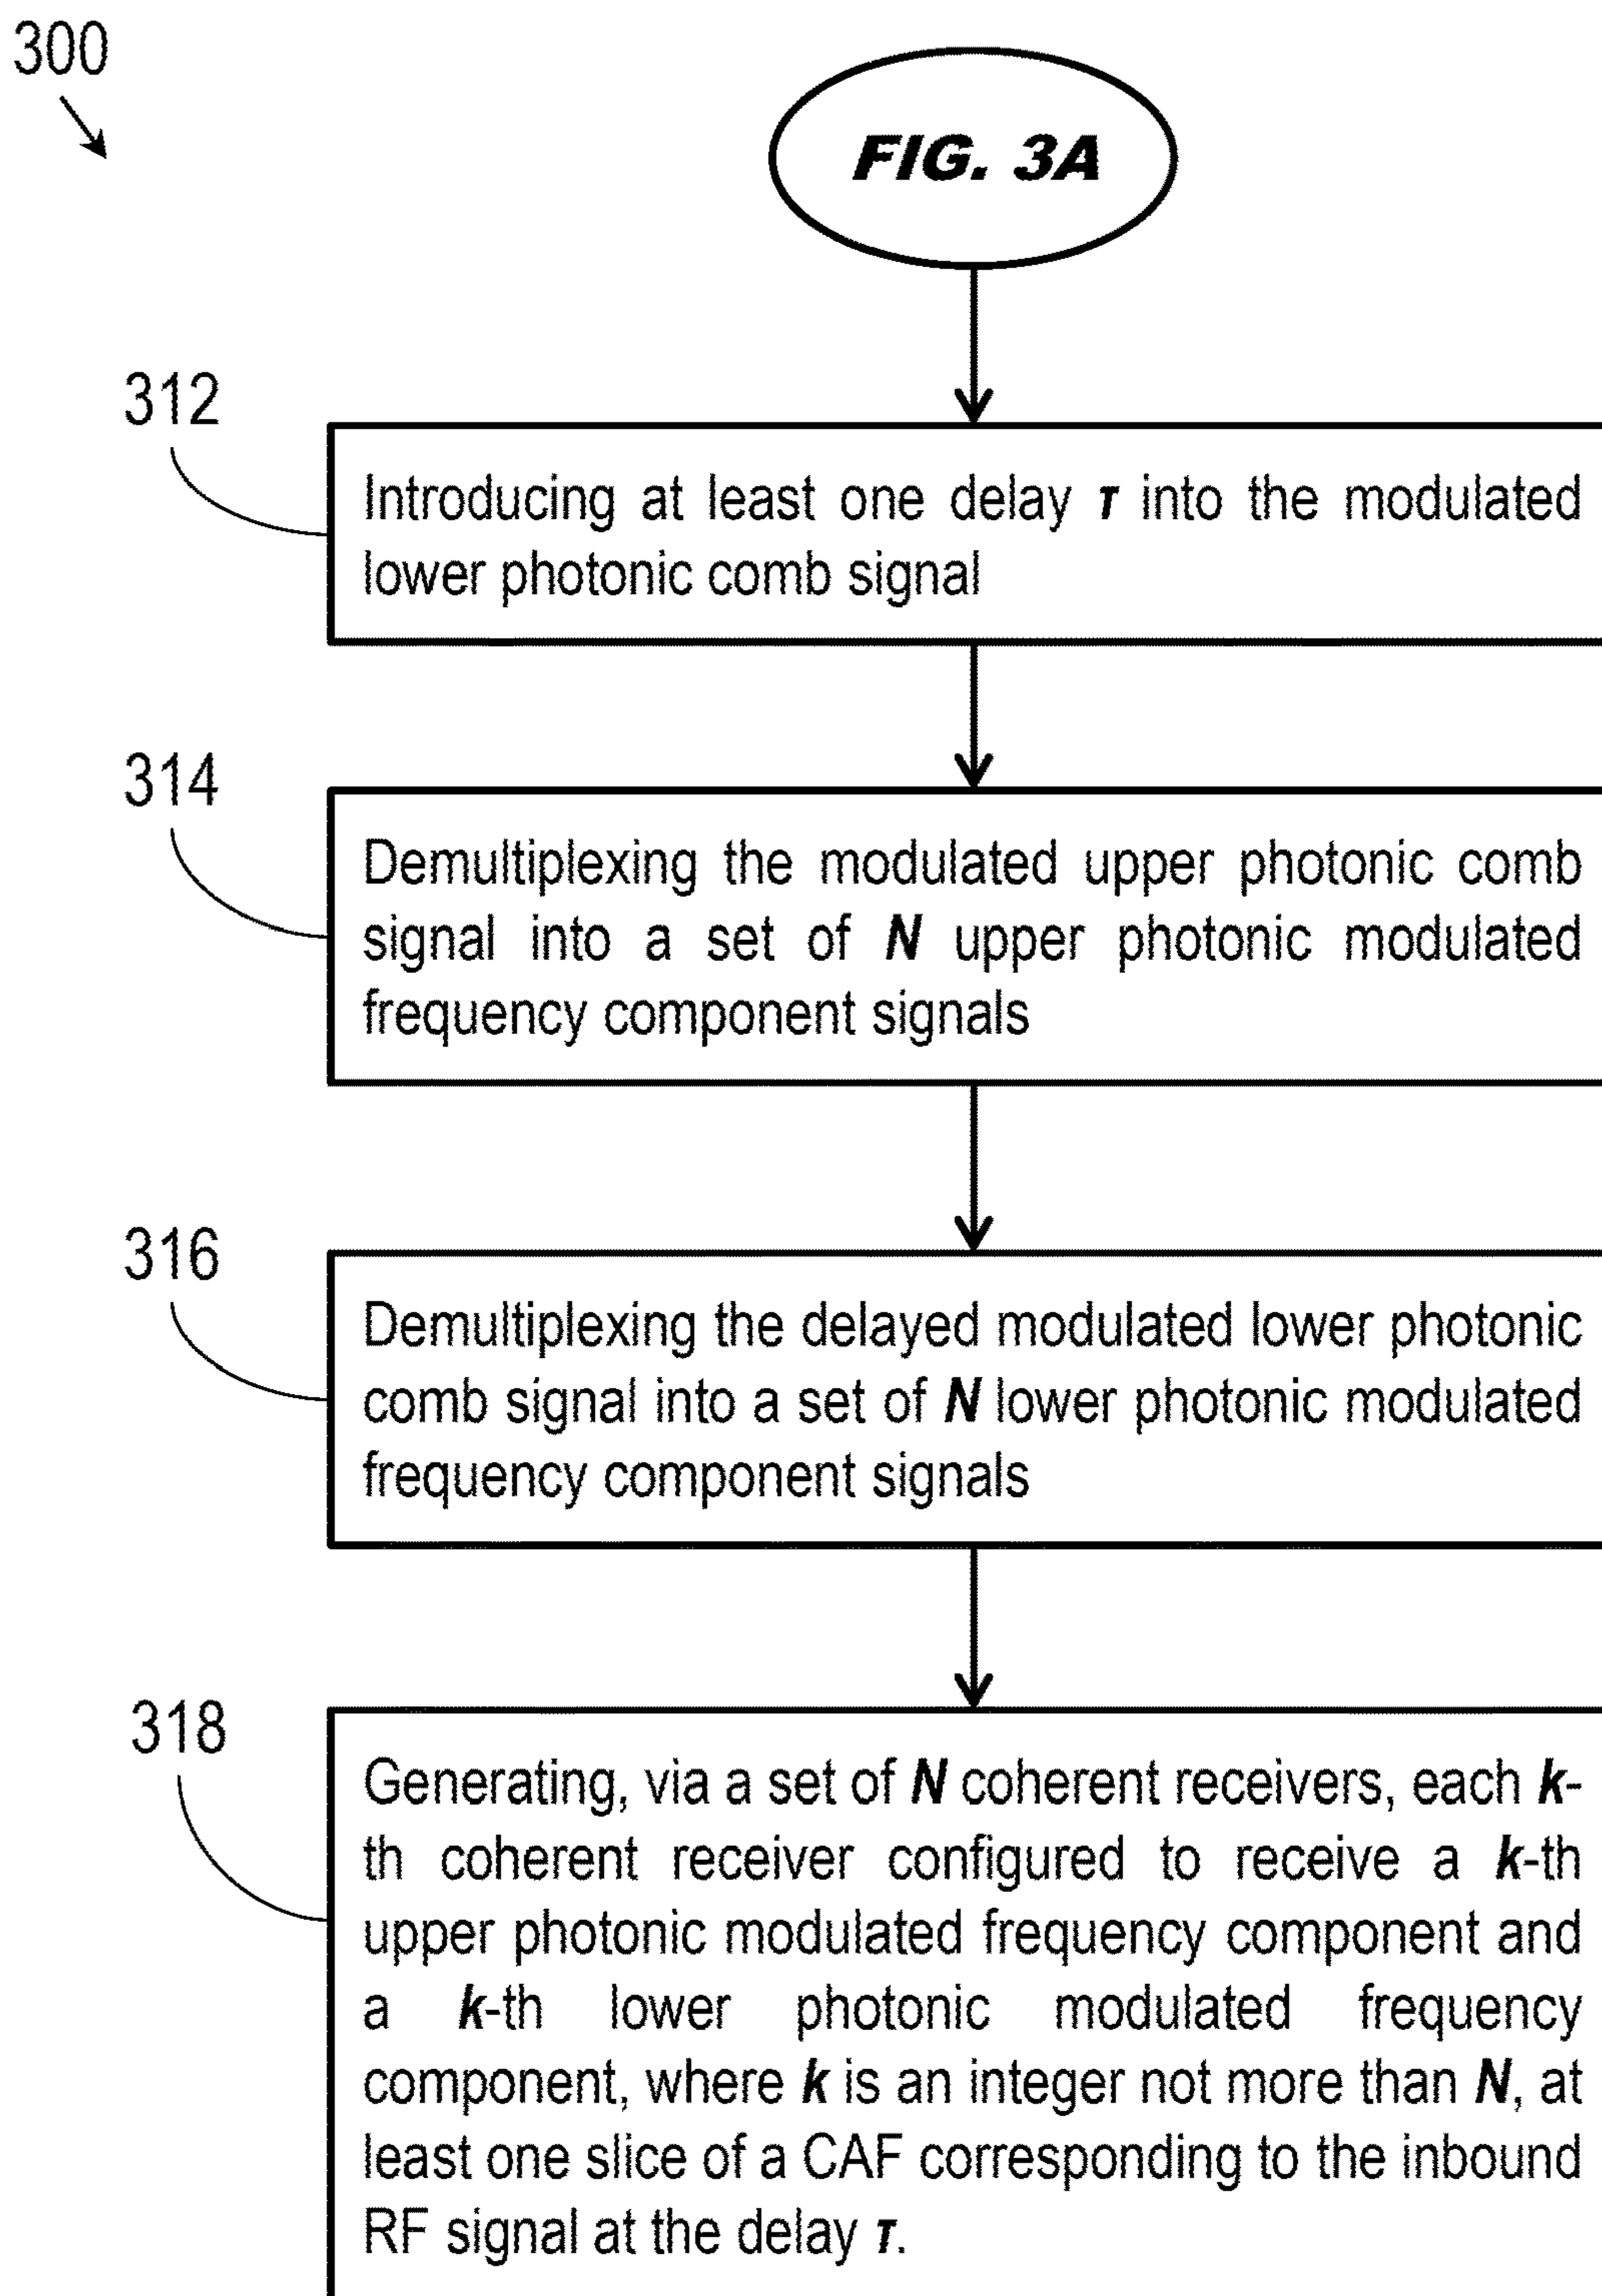 300
FIG. 3A
312
Introducing at least one delay τ into the modulated
lower photonic comb signal
314
Demultiplexing the modulated upper photonic comb
signal into a set of N upper photonic modulated
frequency component signals
316
Demultiplexing the delayed modulated lower photonic
comb signal into a set of N lower photonic modulated
frequency component signals
318
Generating, via a set of N coherent receivers, each k-
th coherent receiver configured to receive a k-th
upper photonic modulated frequency component and
a k-th lower photonic modulated frequency
component, where k is an integer not more than N, at
least one slice of a CAF corresponding to the inbound
RF signal at the delay τ.